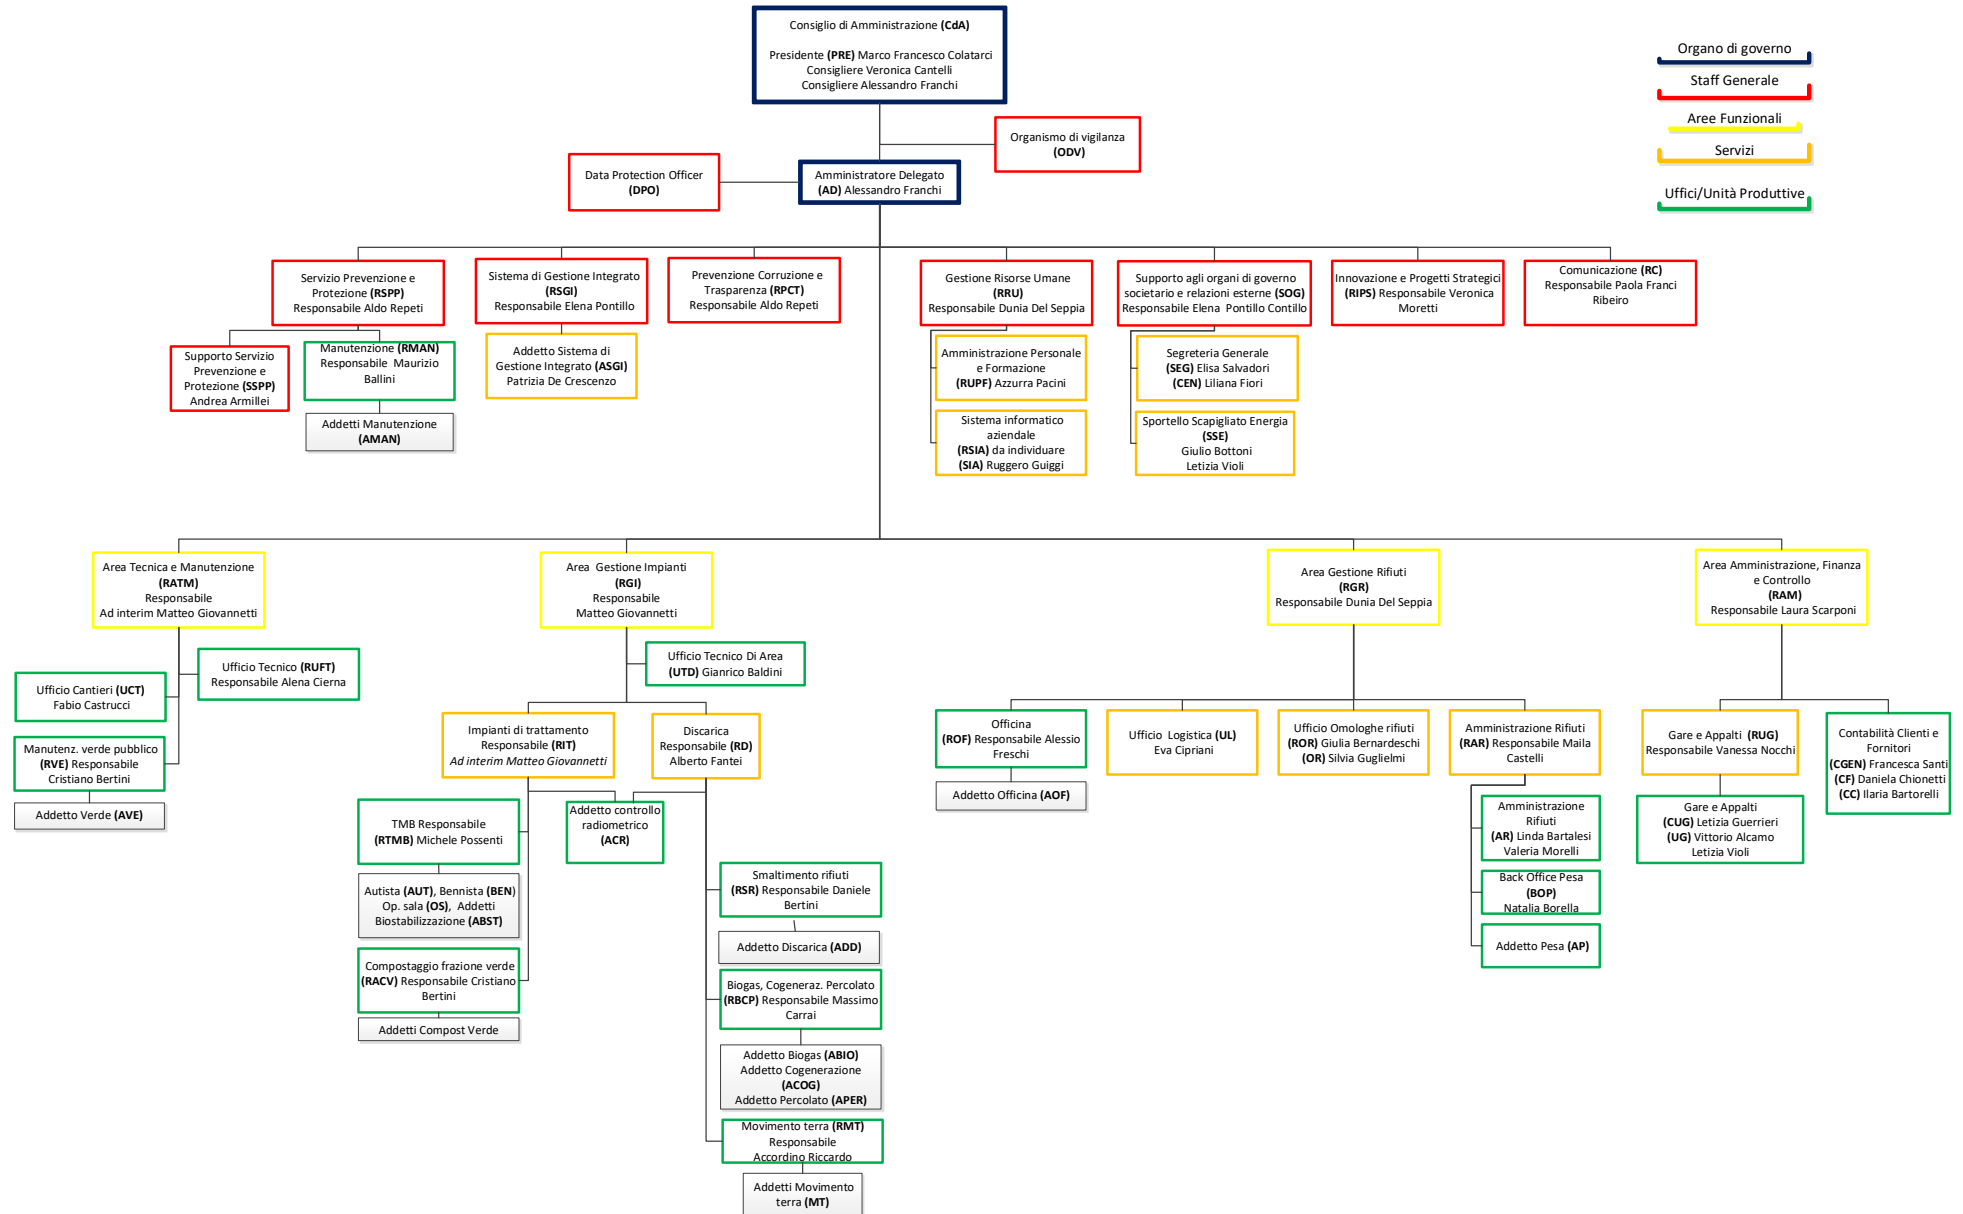 Consiglio di Amministrazione (CdA)
Presidente (PRE) Marco Francesco Colatarci
Consigliere Veronica Cantelli
Consigliere Alessandro Franchi
Organo di governo
Staff Generale
Aree Funzionali
Servizi
Uffici/Unità Produttive
Organismo di vigilanza
(ODV)
Data Protection Officer
(DPO)
Amministratore Delegato
(AD) Alessandro Franchi
Servizio Prevenzione e
Protezione (RSPP)
Responsabile Aldo Repeti
Sistema di Gestione Integrato
(RSGI)
Responsabile Elena Pontillo
Prevenzione Corruzione e
Trasparenza (RPCT)
Responsabile Aldo Repeti
Gestione Risorse Umane
(RRU)
Responsabile Dunia Del Seppia
Supporto agli organi di governo
societario e relazioni esterne (SOG)
Responsabile Elena  Pontillo Contillo
Innovazione e Progetti Strategici
(RIPS) Responsabile Veronica
Moretti
Comunicazione (RC)
Responsabile Paola Franci
Ribeiro
Supporto Servizio
Prevenzione e
Protezione (SSPP)
Andrea Armillei
Manutenzione (RMAN)
Responsabile  Maurizio
Ballini
Addetti Manutenzione
(AMAN)
Addetto Sistema di
Gestione Integrato (ASGI)
Patrizia De Crescenzo
Amministrazione Personale
e Formazione
(RUPF) Azzurra Pacini
Sistema informatico
aziendale
(RSIA) da individuare
(SIA) Ruggero Guiggi
Segreteria Generale
(SEG) Elisa Salvadori
(CEN) Liliana Fiori
Sportello Scapigliato Energia
(SSE)
Giulio Bottoni
Letizia Violi
Area Tecnica e Manutenzione
(RATM)
Responsabile
Ad interim Matteo Giovannetti
Area  Gestione Impianti
(RGI)
Responsabile
Matteo Giovannetti
Area Gestione Rifiuti
(RGR)
Responsabile Dunia Del Seppia
Area Amministrazione, Finanza
e Controllo
(RAM)
Responsabile Laura Scarponi
Ufficio Tecnico (RUFT)
Responsabile Alena Cierna
Ufficio Cantieri (UCT)
Fabio Castrucci
Manutenz. verde pubblico
(RVE) Responsabile
Cristiano Bertini
Addetto Verde (AVE)
Ufficio Tecnico Di Area
(UTD) Gianrico Baldini
Impianti di trattamento
Responsabile (RIT)
Ad interim Matteo Giovannetti
Discarica
Responsabile (RD)
Alberto Fantei
TMB Responsabile
(RTMB) Michele Possenti
Addetto controllo
radiometrico
(ACR)
Autista (AUT), Bennista (BEN)
Op. sala (OS),  Addetti
Biostabilizzazione (ABST)
Compostaggio frazione verde
(RACV) Responsabile Cristiano
Bertini
Addetti Compost Verde
Smaltimento rifiuti
(RSR) Responsabile Daniele
Bertini
Addetto Discarica (ADD)
Biogas, Cogeneraz. Percolato
(RBCP) Responsabile Massimo
Carrai
Addetto Biogas (ABIO)
Addetto Cogenerazione
(ACOG)
Addetto Percolato (APER)
Movimento terra (RMT)
Responsabile
Accordino Riccardo
Addetti Movimento
terra (MT)
Officina
(ROF) Responsabile Alessio
Freschi
Addetto Officina (AOF)
Ufficio  Logistica (UL)
Eva Cipriani
Ufficio Omologhe rifiuti
(ROR) Giulia Bernardeschi
(OR) Silvia Guglielmi
Amministrazione Rifiuti
(RAR) Responsabile Maila
Castelli
Amministrazione
Rifiuti
(AR) Linda Bartalesi
Valeria Morelli
Back Office Pesa
(BOP)
Natalia Borella
Addetto Pesa (AP)
Gare e Appalti  (RUG)
Responsabile Vanessa Nocchi
Gare e Appalti
(CUG) Letizia Guerrieri
(UG) Vittorio Alcamo
Letizia Violi
Contabilità Clienti e
Fornitori
(CGEN) Francesca Santi
(CF) Daniela Chionetti
(CC) Ilaria Bartorelli